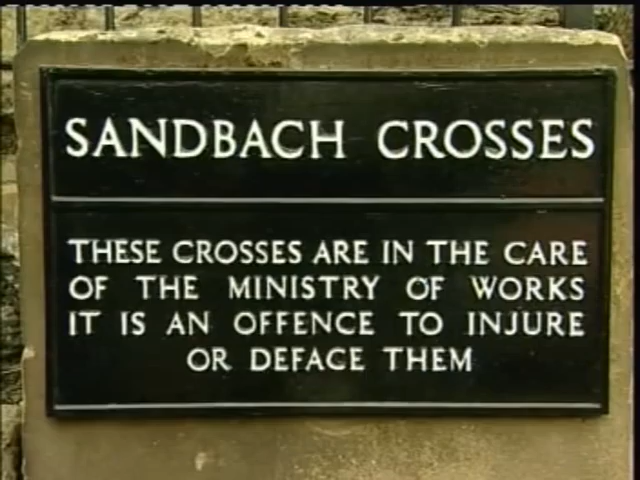 SANDBACH CROSSES
THESE CROSSES ARE IN THE CARE
OF THE MINISTRY OF WORKS
IT IS AN OFFENCE TO INJURE
OR DEFACE THEM